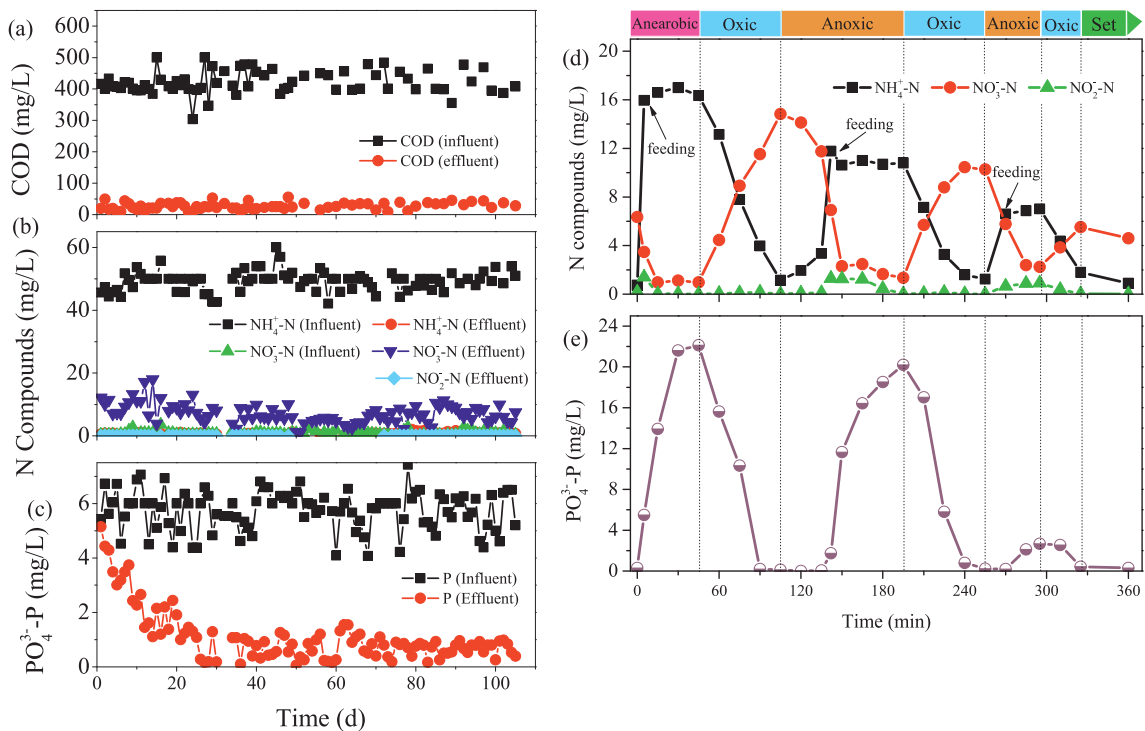 (a)
600
500
400
300
200
100
0
COD (mg/L)
COD (influent)
COD (effluent)
(b)
60
40
20
0
N Compounds (mg/L)
NH₄⁺-N (Influent)
NH₄⁺-N (Effluent)
NO₃⁻-N (Influent)
NO₃⁻-N (Effluent)
NO₂⁻-N (Effluent)
(c)
6
4
2
0
PO₄³⁻-P (mg/L)
P (Influent)
P (Effluent)
0 20 40 60 80 100
Time (d)
Anearobic Oxic Anoxic Oxic Anoxic Oxic Set
(d)
20
16
12
8
4
0
N compounds (mg/L)
NH₄⁺-N NO₃⁻-N NO₂⁻-N
feeding
feeding
feeding
(e)
24
22
18
14
12
8
4
0
PO₄³⁻-P (mg/L)
0 60 120 180 240 300 360
Time (min)